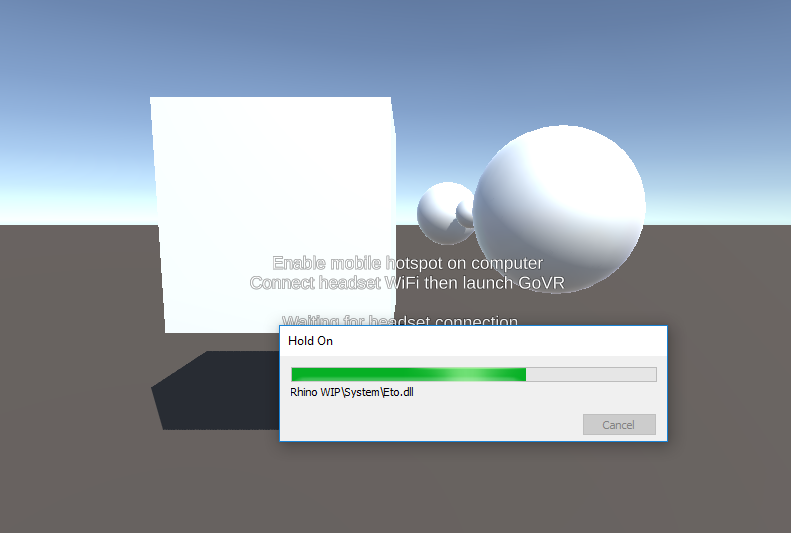 Enable mobile hotspot on computer
Connect headset WiFi then launch GoVR
Waiting for headset connection
Hold On
Rhino WIP\System\Eto.dll
Cancel